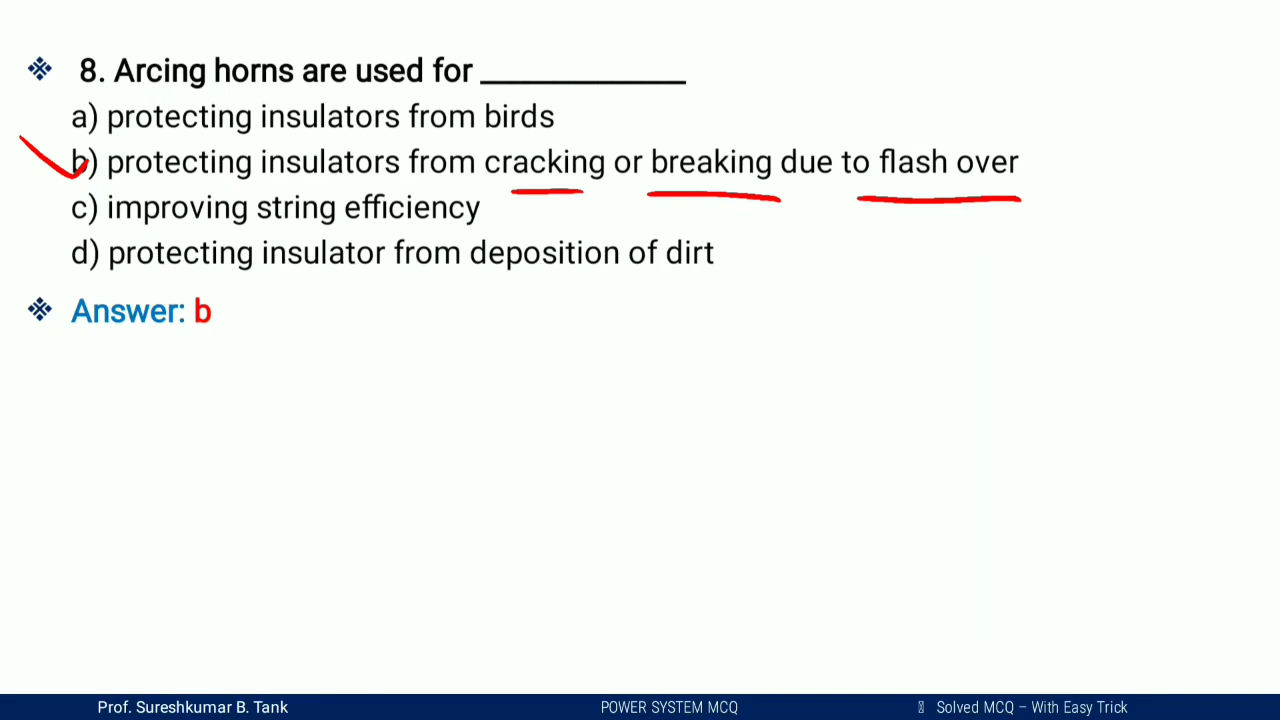 ❖ 8. Arcing horns are used for ____________
a) protecting insulators from birds
b) protecting insulators from cracking or breaking due to flash over
c) improving string efficiency
d) protecting insulator from deposition of dirt
❖ Answer: b
Prof. Sureshkumar B. Tank POWER SYSTEM MCQ Solved MCQ – With Easy Trick